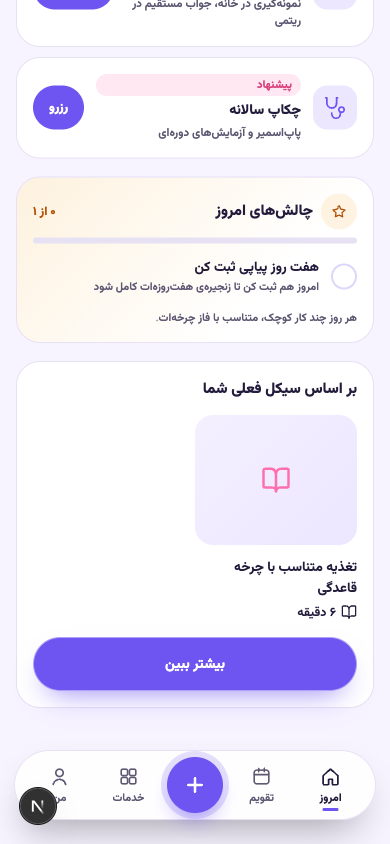 نمونه‌گیری در خانه، جواب مستقیم در
ریتمی
پیشنهاد
چکاپ سالانه
پاپ‌اسمیر و آزمایش‌های دوره‌ای
رزرو
چالش‌های امروز
۰ از ۱
هفت روز پیاپی ثبت کن
امروز هم ثبت کن تا زنجیره‌ی هفت‌روزه‌ات کامل شود
هر روز چند کار کوچک، متناسب با فاز چرخه‌ات.
بر اساس سیکل فعلی شما
تغذیه متناسب با چرخه
قاعدگی
۶ دقیقه
بیشتر ببین
امروز
تقویم
خدمات
من
N